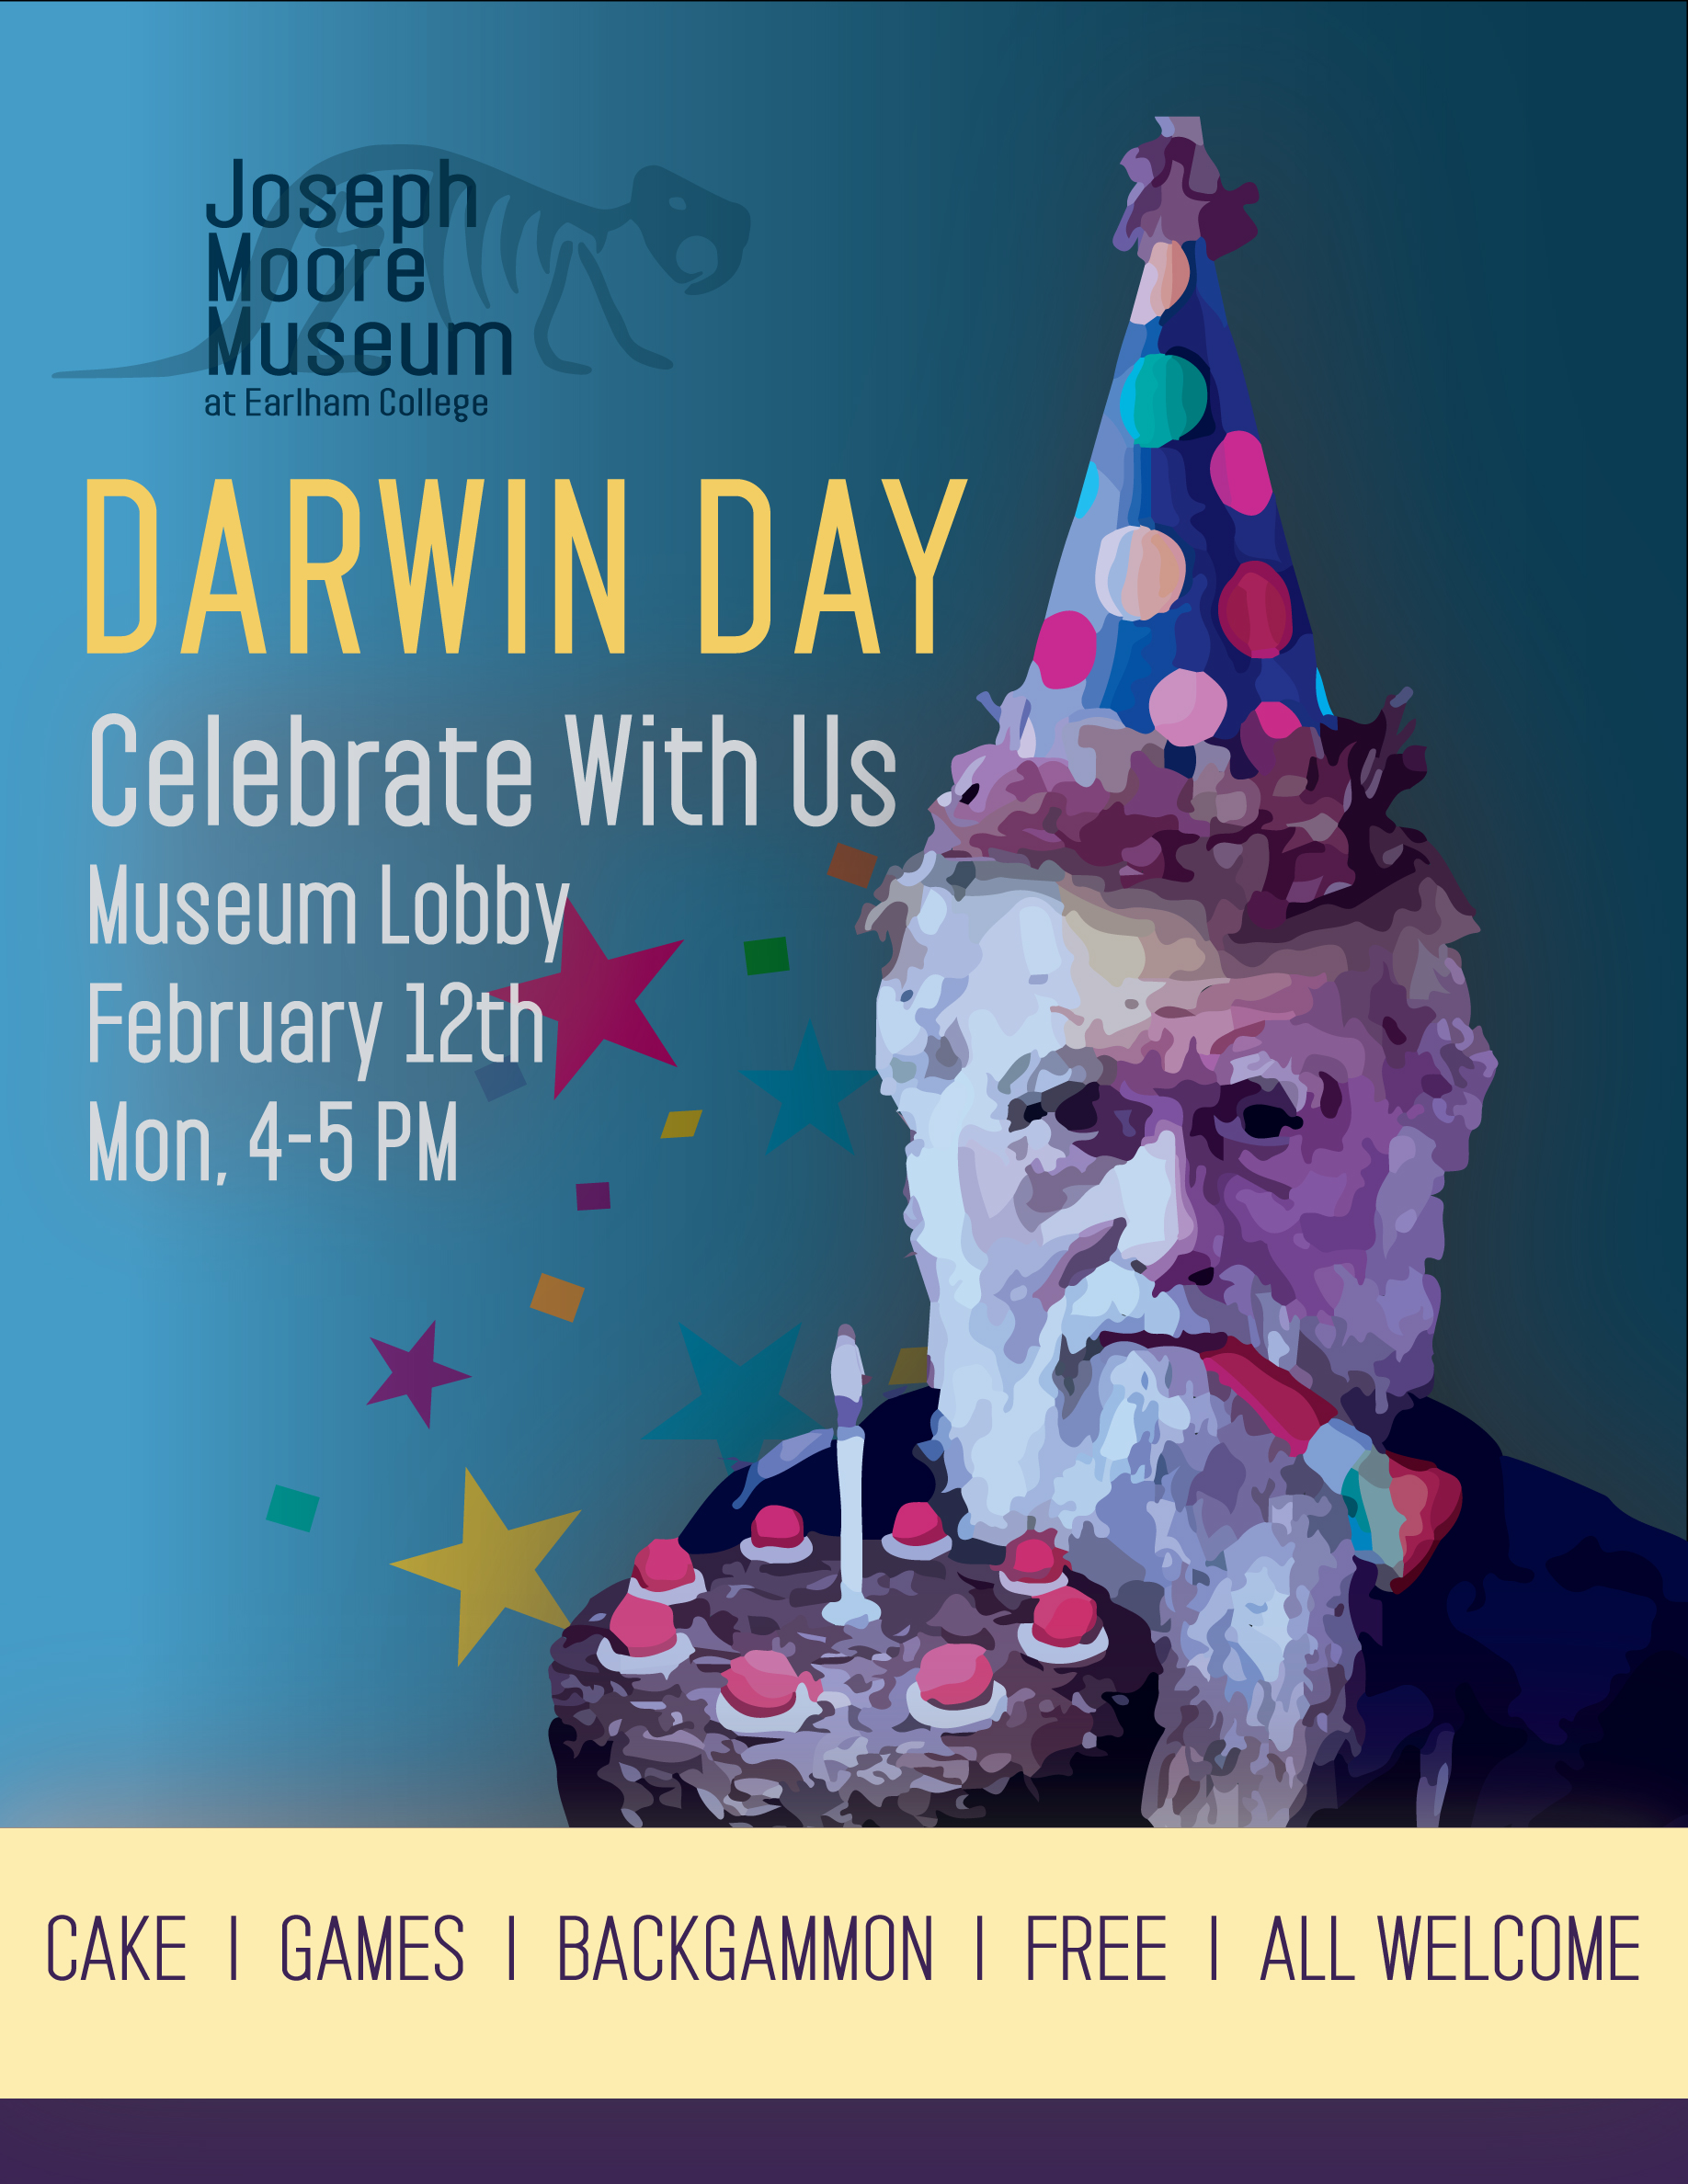 Joseph
Moore
Museum
at Earlham College
DARWIN DAY
Celebrate With Us
Museum Lobby
February 12th
Mon, 4-5 PM
CAKE | GAMES | BACKGAMMON | FREE | ALL WELCOME